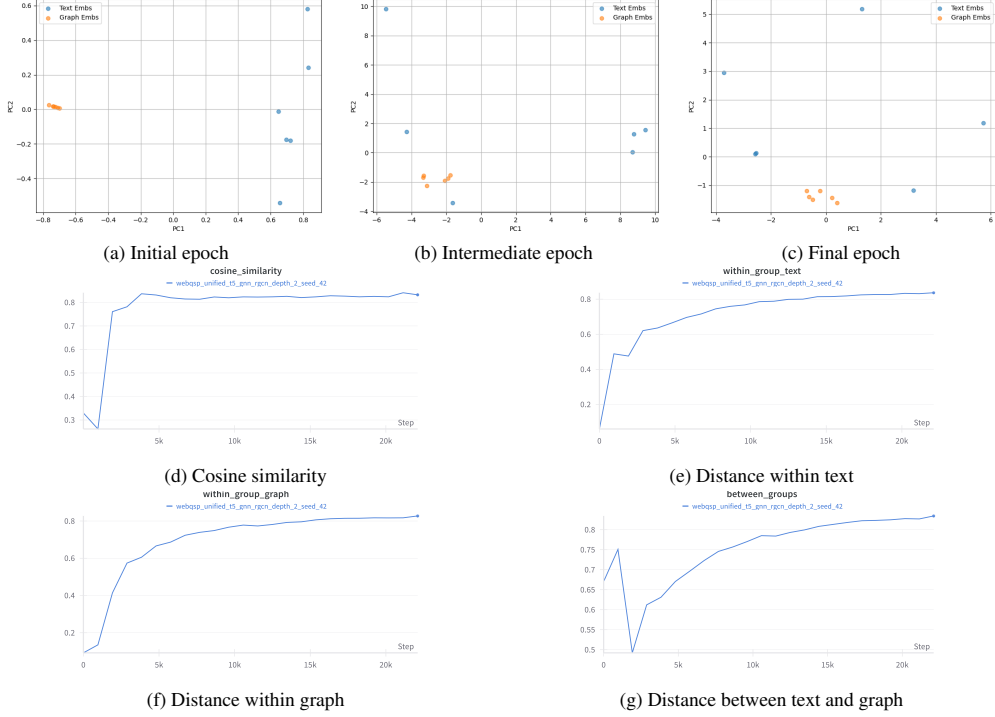 Text Embs
Graph Embs
0.6
0.4
0.2
0.0
−0.2
−0.4
PC2
−0.8 −0.6 −0.4 −0.2 0.0 0.2 0.4 0.6 0.8
PC1
(a) Initial epoch
Text Embs
Graph Embs
10
8
6
4
2
0
−2
−4
PC2
−6 −4 −2 0 2 4 6 8 10
PC1
(b) Intermediate epoch
Text Embs
Graph Embs
5
4
3
2
1
0
−1
PC2
−4 −2 0 2 4 6
PC1
(c) Final epoch
cosine_similarity
webqsp_unified_t5_gnn_rgcn_depth_2_seed_42
0.8
0.7
0.6
0.5
0.4
0.3
Step
5k 10k 15k 20k
(d) Cosine similarity
within_group_text
webqsp_unified_t5_gnn_rgcn_depth_2_seed_42
0.8
0.6
0.4
0.2
Step
0 5k 10k 15k 20k
(e) Distance within text
within_group_graph
webqsp_unified_t5_gnn_rgcn_depth_2_seed_42
0.8
0.6
0.4
0.2
Step
0 5k 10k 15k 20k
(f) Distance within graph
between_groups
webqsp_unified_t5_gnn_rgcn_depth_2_seed_42
0.8
0.75
0.7
0.65
0.6
0.55
0.5
Step
0 5k 10k 15k 20k
(g) Distance between text and graph